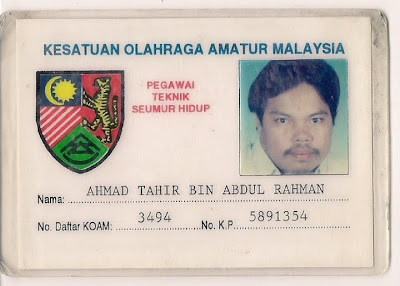 KESATUAN OLAHRAGA AMATUR MALAYSIA
PEGAWAI
TEKNIK
SEUMUR HIDUP
Nama: AHMAD TAHIR BIN ABDUL RAHMAN
No. Daftar KOAM: 3494 No. K.P. 5891354